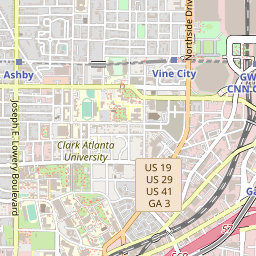 Northside Drive
Ashby
Vine City
GW
CNN C
Joseph E. Lowery Boulevard
Clark Atlanta
University
US 19
US 29
US 41
GA 3
Ga